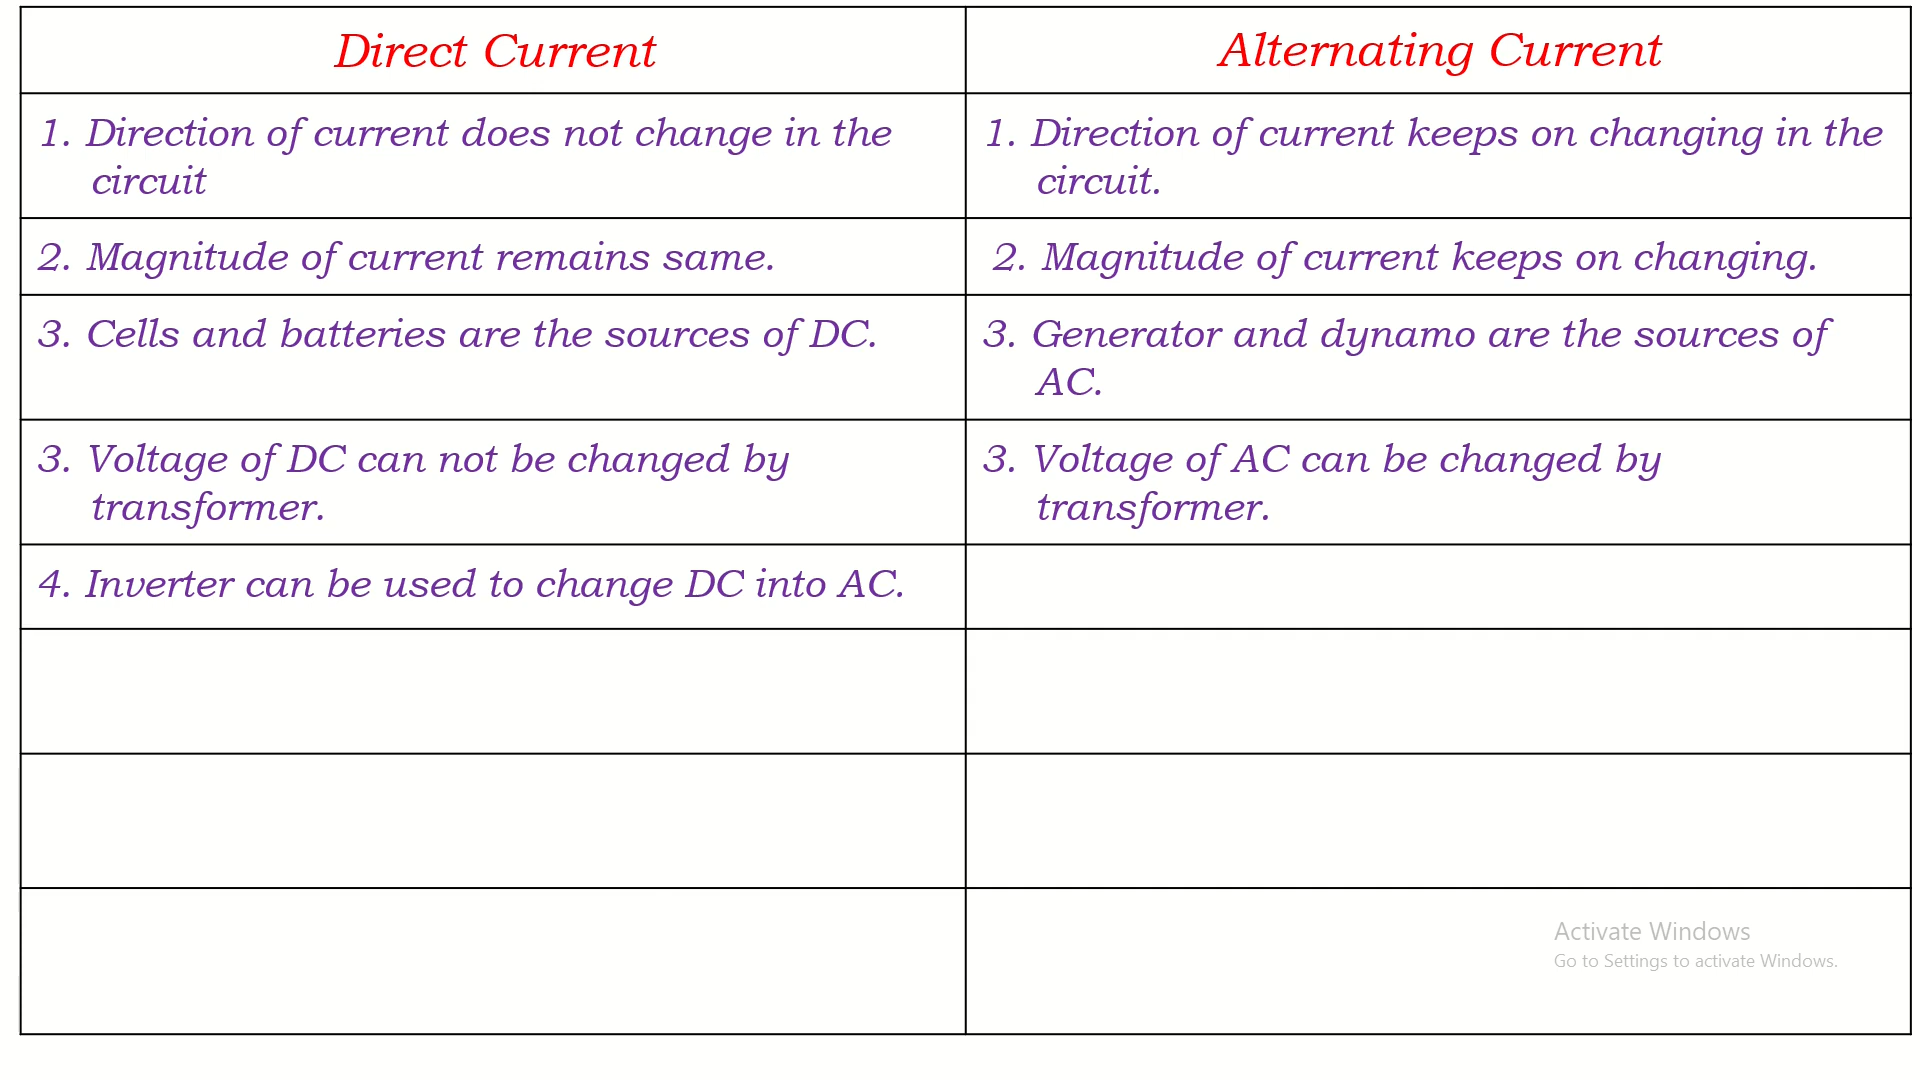 Direct Current
Alternating Current
1. Direction of current does not change in the
circuit
1. Direction of current keeps on changing in the
circuit.
2. Magnitude of current remains same.
2. Magnitude of current keeps on changing.
3. Cells and batteries are the sources of DC.
3. Generator and dynamo are the sources of
AC.
3. Voltage of DC can not be changed by
transformer.
3. Voltage of AC can be changed by
transformer.
4. Inverter can be used to change DC into AC.
Activate Windows
Go to Settings to activate Windows.